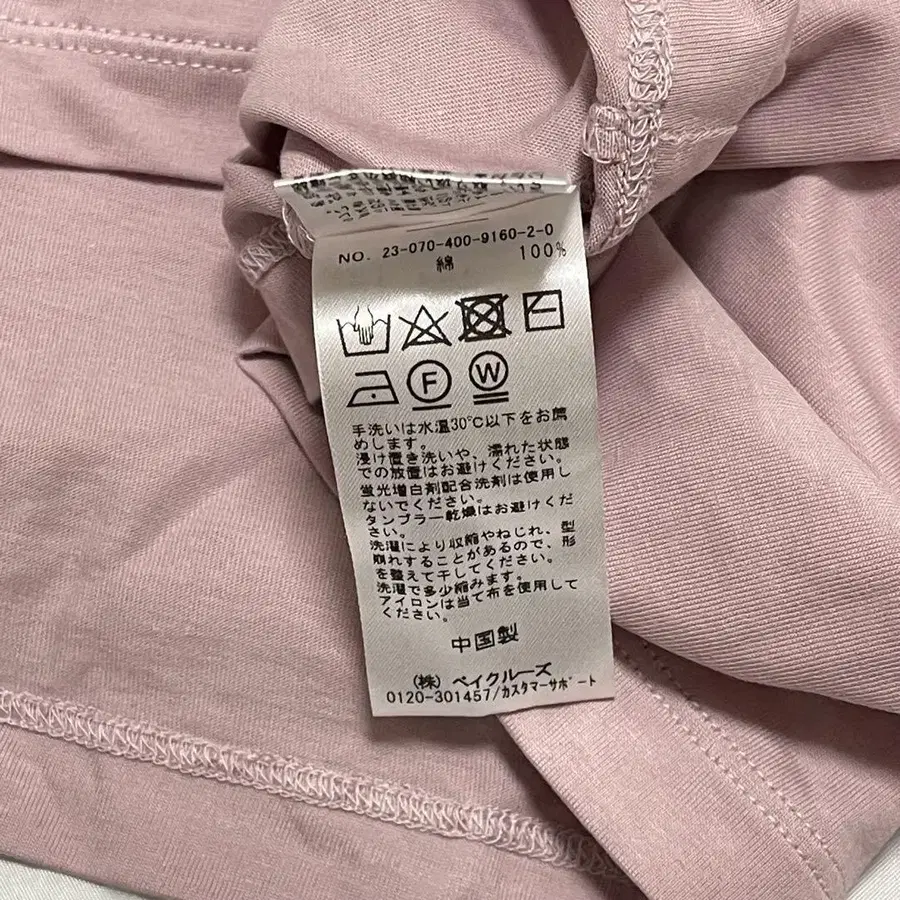 NO. 23-070-400-9160-2-0
綿 100%
F W
手洗いは水温30℃以下をお薦
めします。
浸け置き洗いや、濡れた状態
での放置はお避けください。
蛍光増白剤配合洗剤は使用し
ないでください。
タンブラー乾燥はお避けくだ
さい。
洗濯により収縮やねじれ、型
崩れすることがあるので、形
を整えて干してください。
洗濯で多少縮みます。
アイロンは当て布を使用して
ください。
中国製
(株) ベイクルーズ
0120-301457/カスタマーサポート